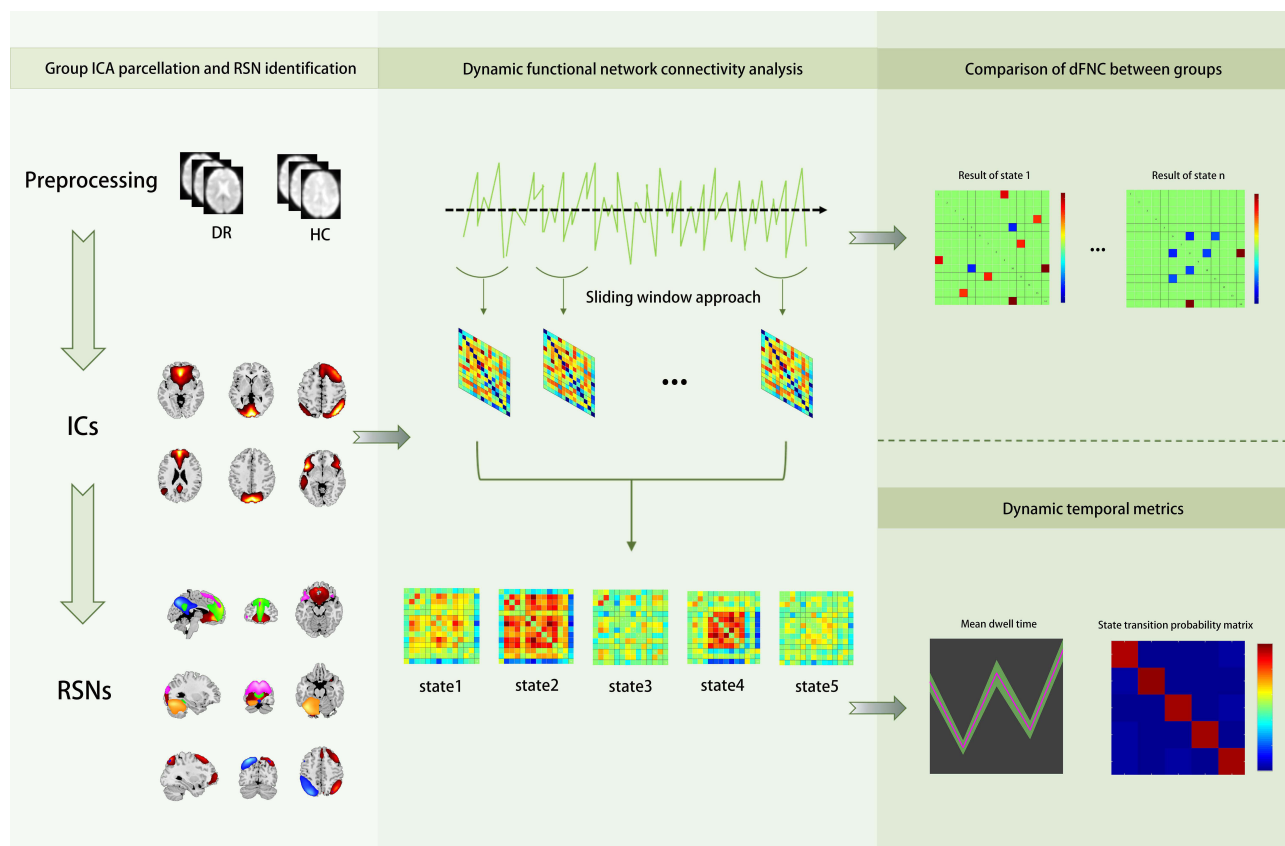 Group ICA parcellation and RSN identification
Preprocessing
DR
HC
ICs
RSNs
Dynamic functional network connectivity analysis
Sliding window approach
...
state1
state2
state3
state4
state5
Comparison of dFNC between groups
Result of state 1
...
Result of state n
Dynamic temporal metrics
Mean dwell time
State transition probability matrix